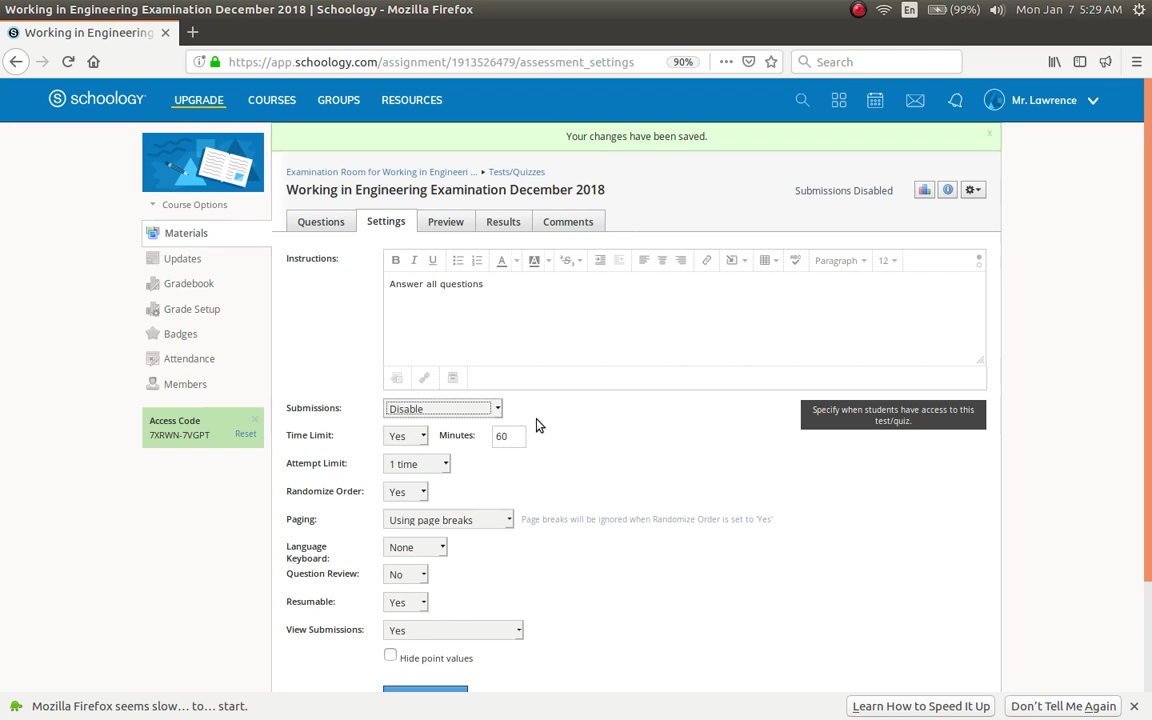 Working in Engineering Examination December 2018 | Schoology - Mozilla Firefox
En (99%) Mon Jan 7 5:29 AM
Working in Engineering
https://app.schoology.com/assignment/1913526479/assessment_settings 90% Search
schoology UPGRADE COURSES GROUPS RESOURCES Mr. Lawrence
Your changes have been saved. x
Examination Room for Working in Engineeri ... Tests/Quizzes
Working in Engineering Examination December 2018
Submissions Disabled
Course Options
Materials
Updates
Gradebook
Grade Setup
Badges
Attendance
Members
Access Code
7XRWN-7VGPT Reset
Questions Settings Preview Results Comments
Instructions:
B I U A A S ABC Paragraph 12
Answer all questions
Submissions: Disable
Specify when students have access to this
test/quiz.
Time Limit: Yes Minutes: 60
Attempt Limit: 1 time
Randomize Order: Yes
Paging: Using page breaks Page breaks will be ignored when Randomize Order is set to 'Yes'
Language
Keyboard: None
Question Review: No
Resumable: Yes
View Submissions: Yes
Hide point values
Mozilla Firefox seems slow... to... start. Learn How to Speed It Up Don't Tell Me Again